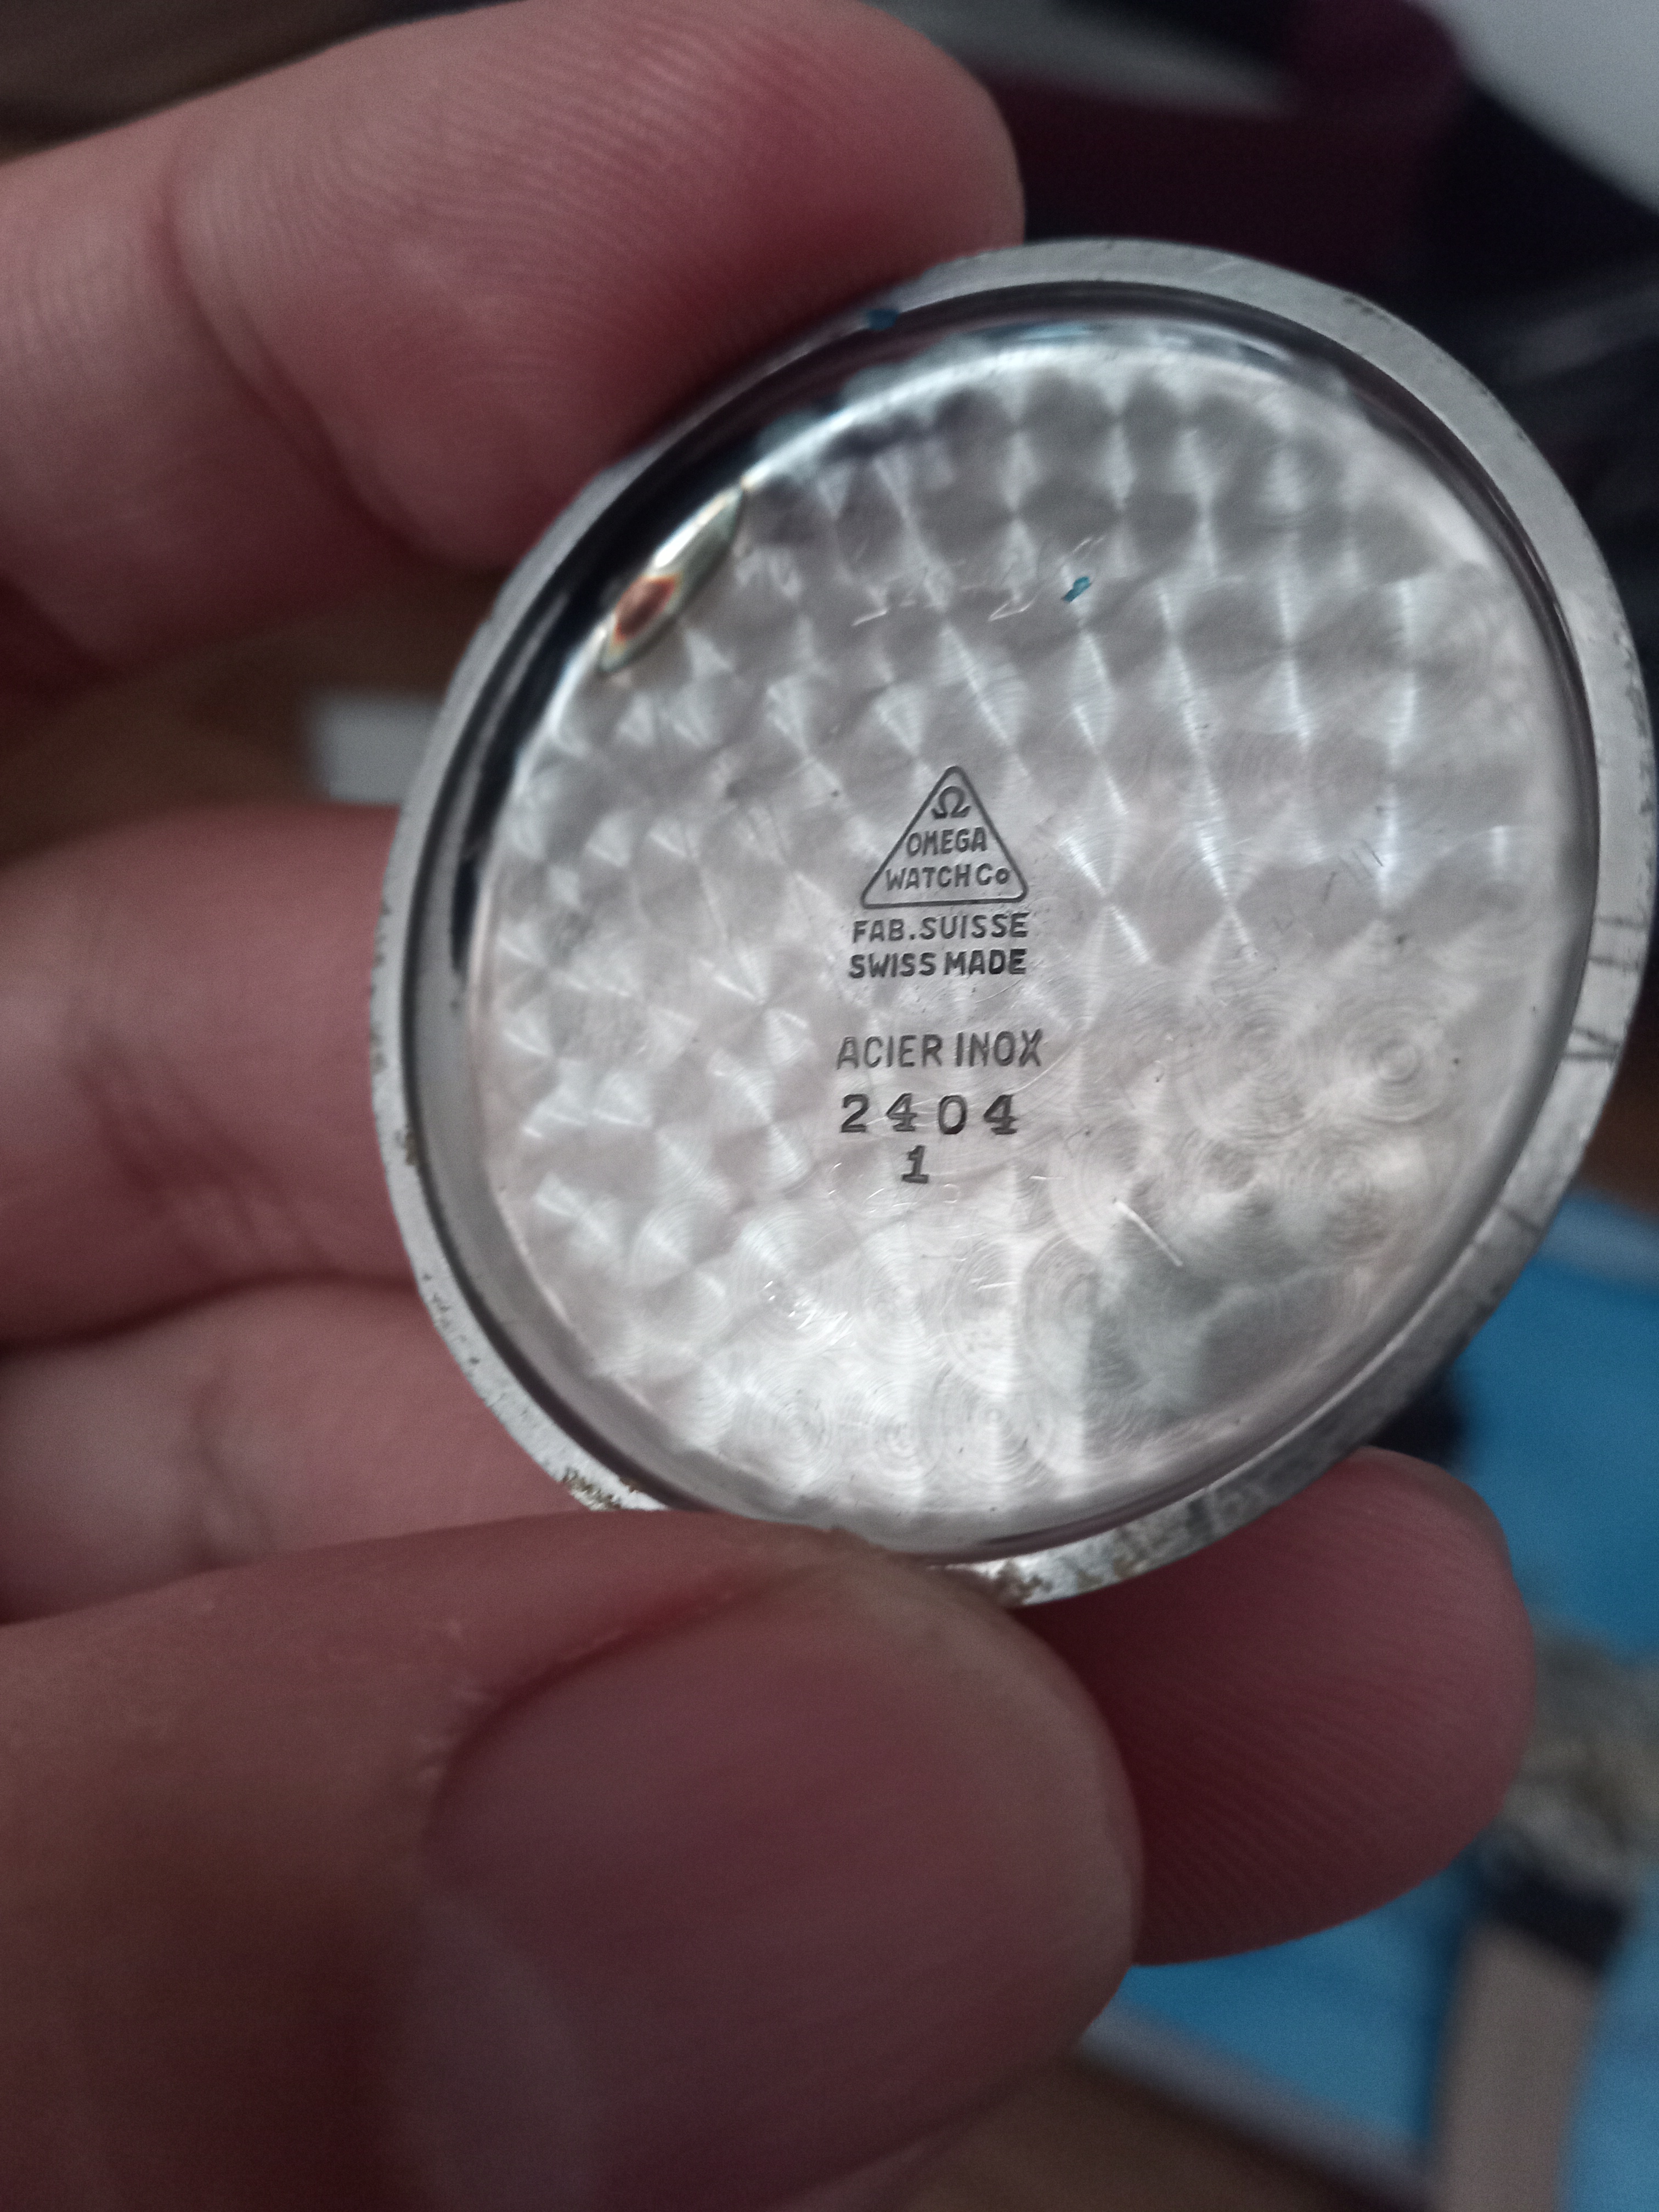 Ω
OMEGA
WATCH Co
FAB. SUISSE
SWISS MADE
ACIER INOX
2404
1